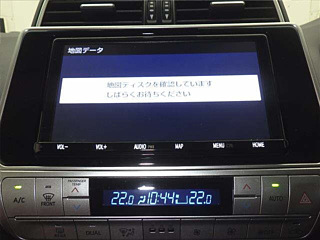 地図データ
地図ディスクを確認しています
しばらくお待ちください
VOL- VOL+ AUDIO MAP MENU HOME
A/C FRONT 22.0 10:44 22.0 AUTO